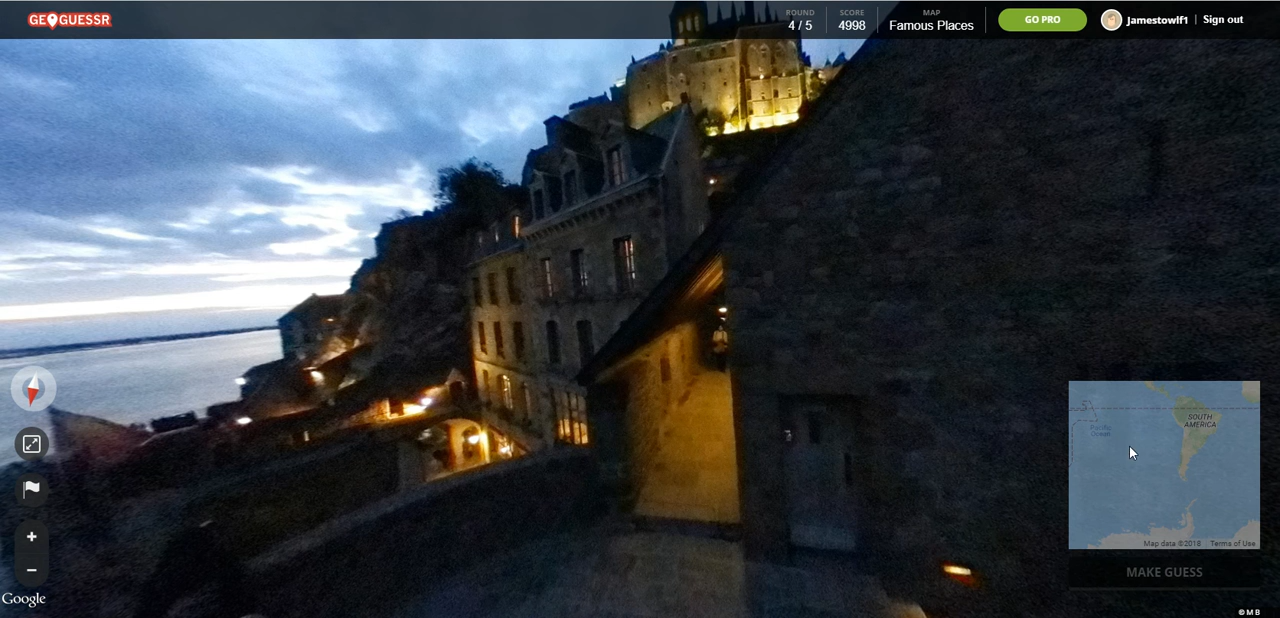 GEOGUESSR
ROUND
4 / 5
SCORE
4998
MAP
Famous Places
GO PRO
Jamestowlf1 | Sign out
SOUTH
AMERICA
Pacific
Ocean
Map data ©2018 Terms of Use
MAKE GUESS
Google
© M B